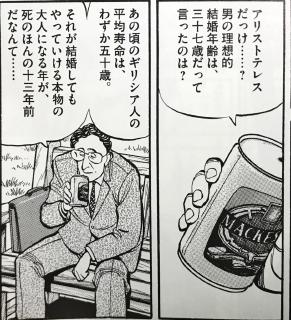 アリストテレス
だっけ……?
男の理想的
結婚年齢は、
三十七歳だって
言ったのは?
MACKE
あの頃のギリシア人の
平均寿命は、
わずか五十歳。
それが結婚しても
やっていける本物の
大人になる年が、
死のほんの十三年前
だなんて……